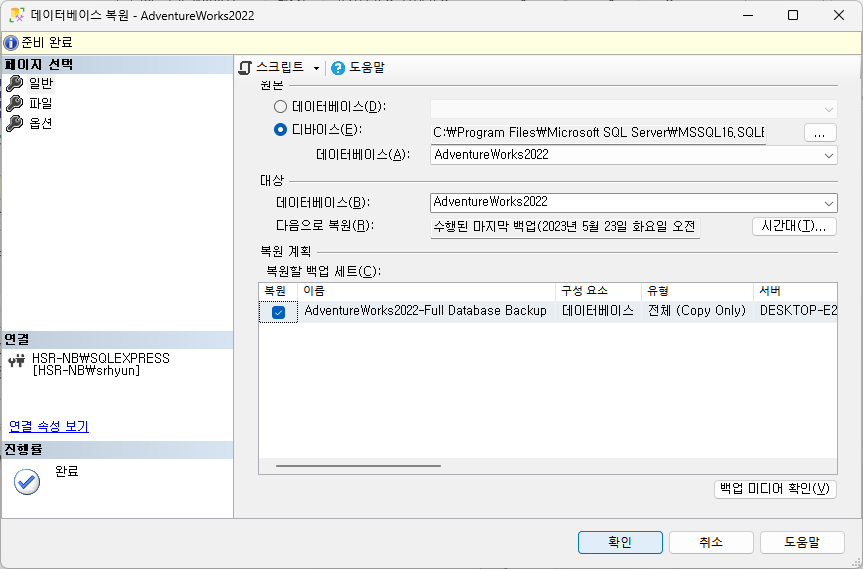 데이터베이스 복원 - AdventureWorks2022
준비 완료
페이지 선택
일반
파일
옵션
연결
HSR-NB₩SQLEXPRESS
[HSR-NB₩srhyun]
연결 속성 보기
진행률
완료
스크립트 도움말
원본
데이터베이스(D):
디바이스(E): C:₩Program Files₩Microsoft SQL Server₩MSSQL16,SQLE ...
데이터베이스(A): AdventureWorks2022
대상
데이터베이스(B): AdventureWorks2022
다음으로 복원(R): 수행된 마지막 백업(2023년 5월 23일 화요일 오전 시간대(T)...
복원 계획
복원할 백업 세트(C):
복원 이름 구성 요소 유형 서버
AdventureWorks2022-Full Database Backup 데이터베이스 전체 (Copy Only) DESKTOP-E2
백업 미디어 확인(V)
확인 취소 도움말